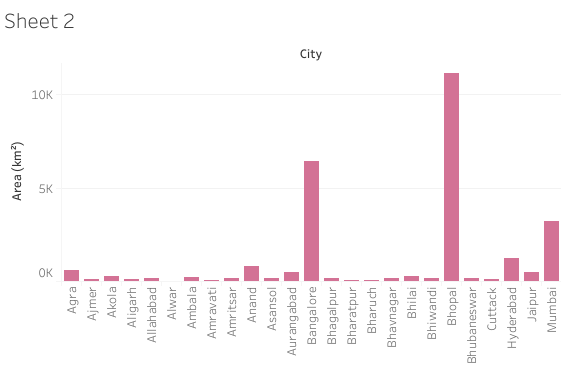 Sheet 2
City
10K
5K
0K
Area (km²)
Agra
Ajmer
Akola
Aligarh
Allahabad
Alwar
Ambala
Amravati
Amritsar
Anand
Asansol
Aurangabad
Bangalore
Bhagalpur
Bharatpur
Bharuch
Bhavnagar
Bhilai
Bhiwandi
Bhopal
Bhubaneswar
Cuttack
Hyderabad
Jaipur
Mumbai